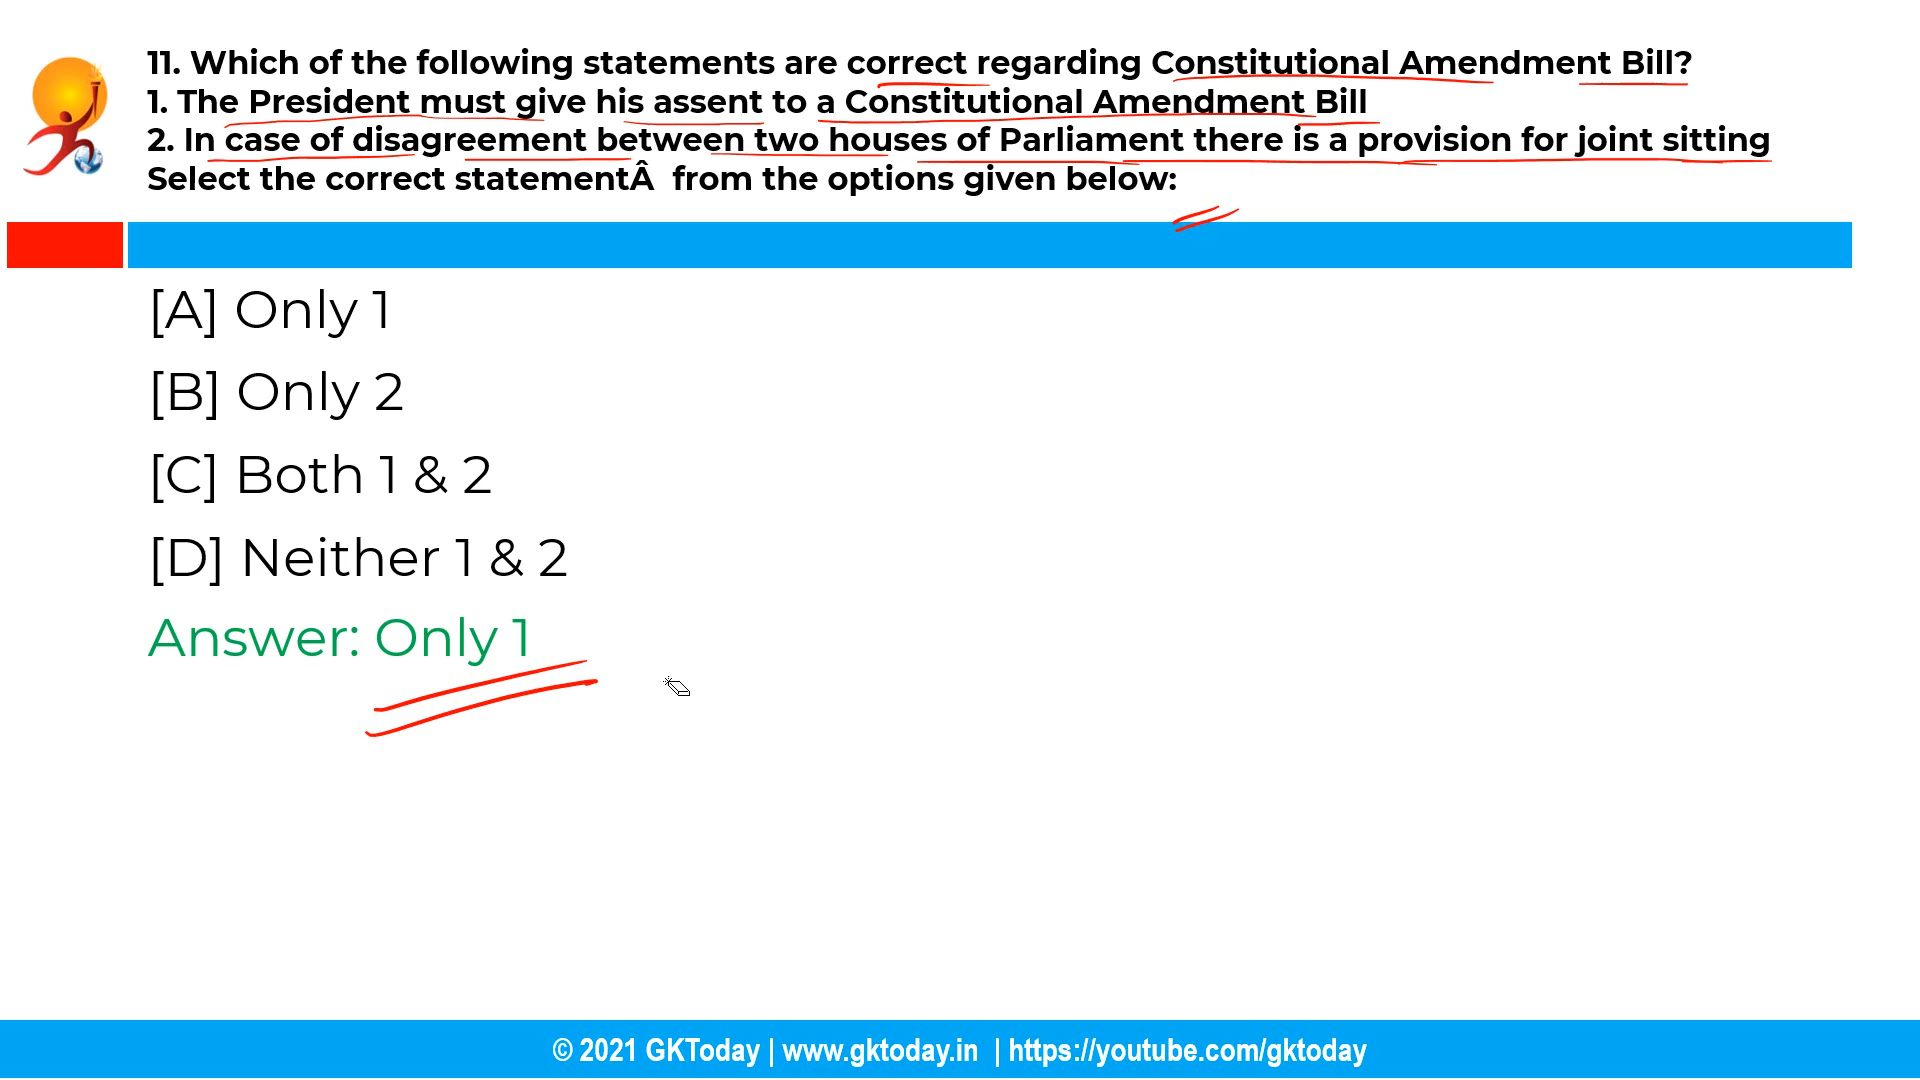 11. Which of the following statements are correct regarding Constitutional Amendment Bill?
1. The President must give his assent to a Constitutional Amendment Bill
2. In case of disagreement between two houses of Parliament there is a provision for joint sitting
Select the correct statementÂ  from the options given below:
[A] Only 1
[B] Only 2
[C] Both 1 & 2
[D] Neither 1 & 2
Answer: Only 1
© 2021 GKToday | www.gktoday.in | https://youtube.com/gktoday